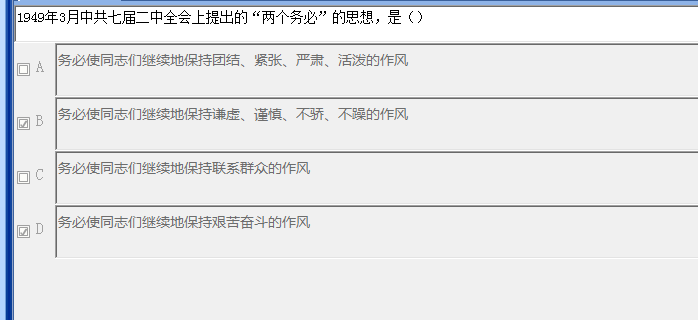 1949年3月中共七届二中全会上提出的“两个务必”的思想，是（）
A 务必使同志们继续地保持团结、紧张、严肃、活泼的作风
B 务必使同志们继续地保持谦虚、谨慎、不骄、不躁的作风
C 务必使同志们继续地保持联系群众的作风
D 务必使同志们继续地保持艰苦奋斗的作风